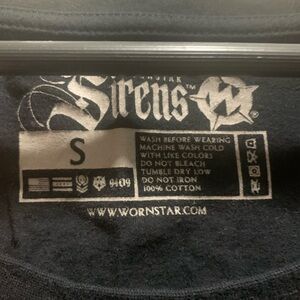 Sirens™
®
S
WASH BEFORE WEARING
MACHINE WASH COLD
WITH LIKE COLORS
DO NOT BLEACH
TUMBLE DRY LOW
DO NOT IRON
100% COTTON
WWW.WORNSTAR.COM